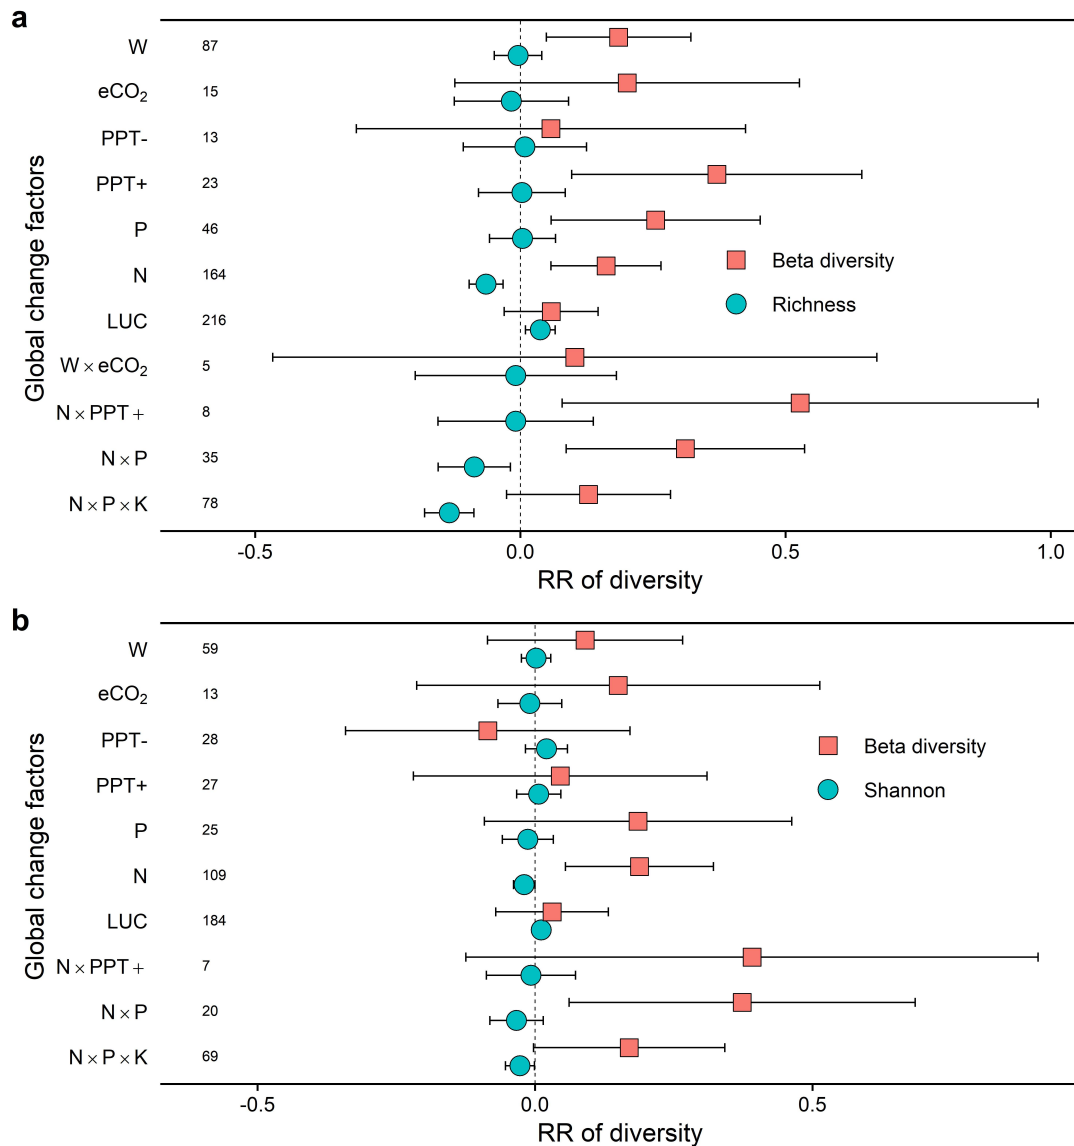 a
Global change factors
W 87
eCO₂ 15
PPT- 13
PPT+ 23
P 46
N 164
LUC 216
W × eCO₂ 5
N × PPT + 8
N × P 35
N × P × K 78
Beta diversity
Richness
-0.5 0.0 0.5 1.0
RR of diversity
b
Global change factors
W 59
eCO₂ 13
PPT- 28
PPT+ 27
P 25
N 109
LUC 184
N × PPT + 7
N × P 20
N × P × K 69
Beta diversity
Shannon
-0.5 0.0 0.5
RR of diversity